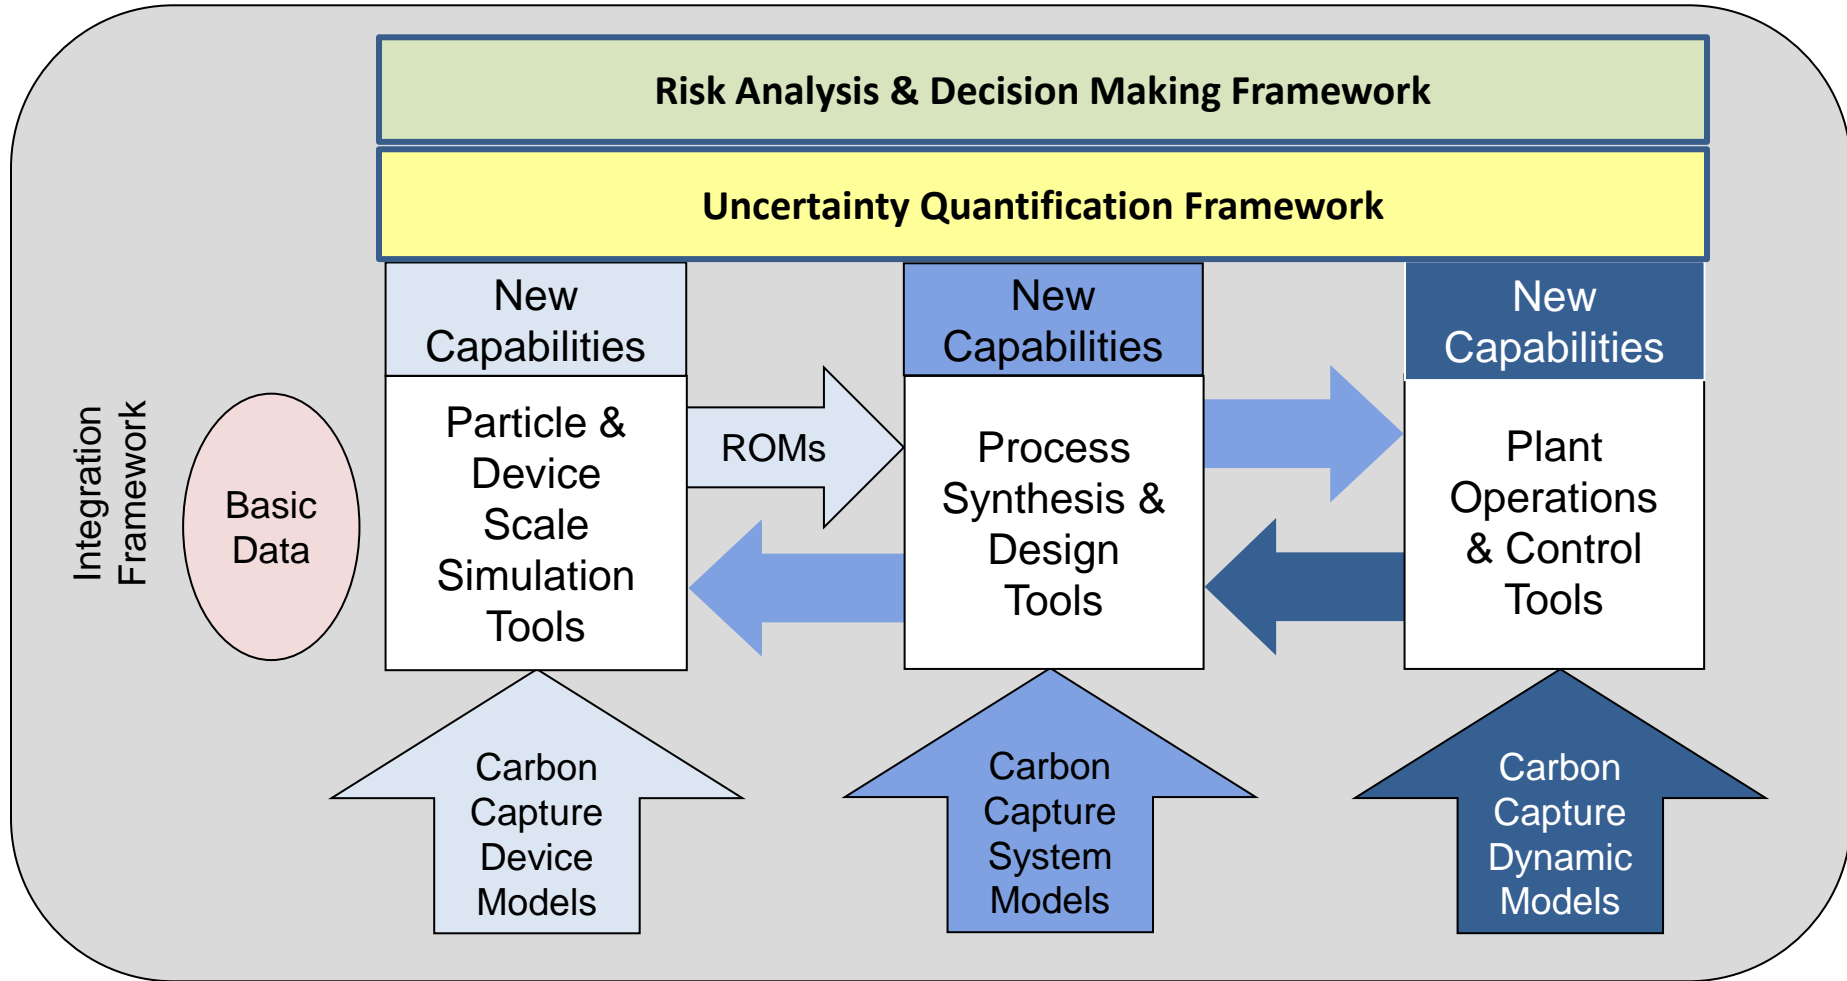 Risk Analysis & Decision Making Framework
Uncertainty Quantification Framework
New
Capabilities
New
Capabilities
New
Capabilities
Integration
Framework
Basic
Data
Particle &
Device
Scale
Simulation
Tools
ROMs
Process
Synthesis &
Design
Tools
Plant
Operations
& Control
Tools
Carbon
Capture
Device
Models
Carbon
Capture
System
Models
Carbon
Capture
Dynamic
Models